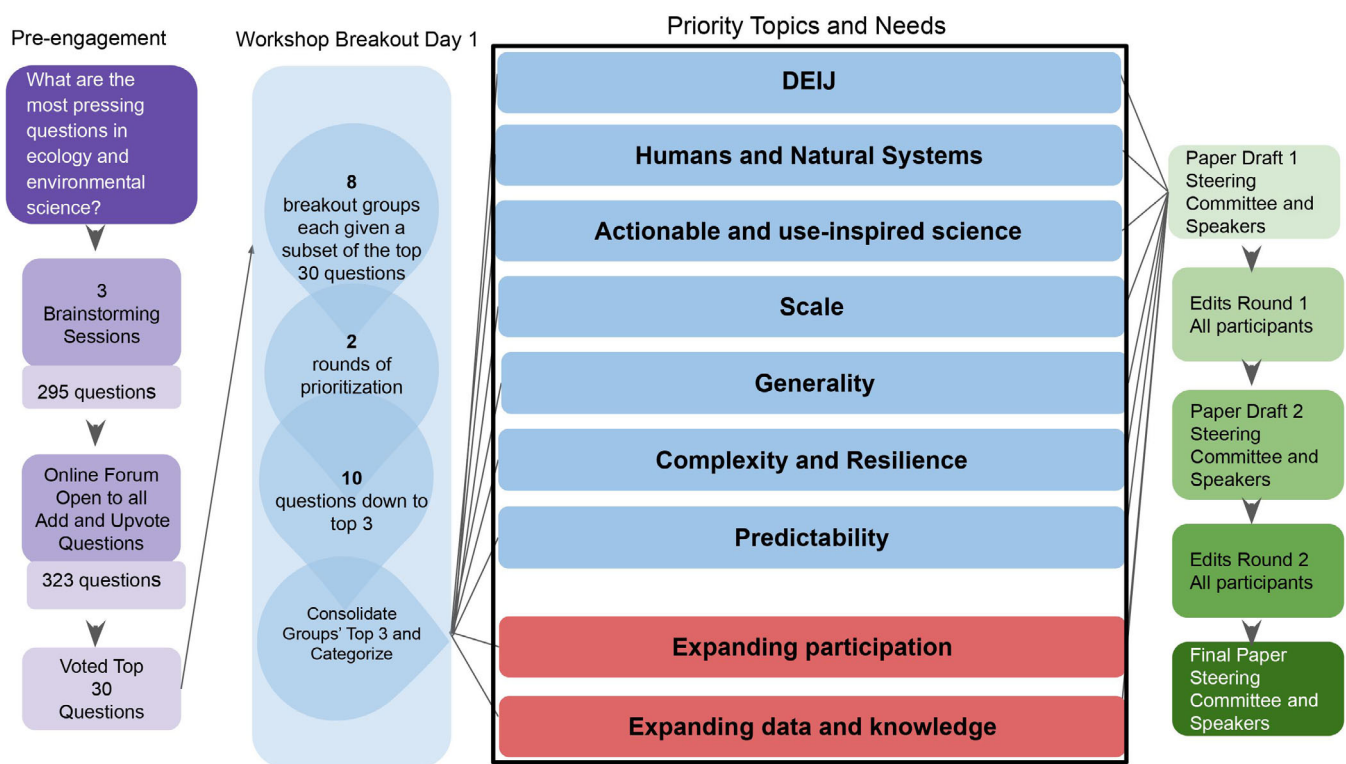 Pre-engagement
What are the
most pressing
questions in
ecology and
environmental
science?
3
Brainstorming
Sessions
295 questions
Online Forum
Open to all
Add and Upvote
Questions
323 questions
Voted Top
30
Questions
Workshop Breakout Day 1
8
breakout groups
each given a
subset of the top
30 questions
2
rounds of
prioritization
10
questions down to
top 3
Consolidate
Groups' Top 3 and
Categorize
Priority Topics and Needs
DEIJ
Humans and Natural Systems
Actionable and use-inspired science
Scale
Generality
Complexity and Resilience
Predictability
Expanding participation
Expanding data and knowledge
Paper Draft 1
Steering
Committee and
Speakers
Edits Round 1
All participants
Paper Draft 2
Steering
Committee and
Speakers
Edits Round 2
All participants
Final Paper
Steering
Committee and
Speakers